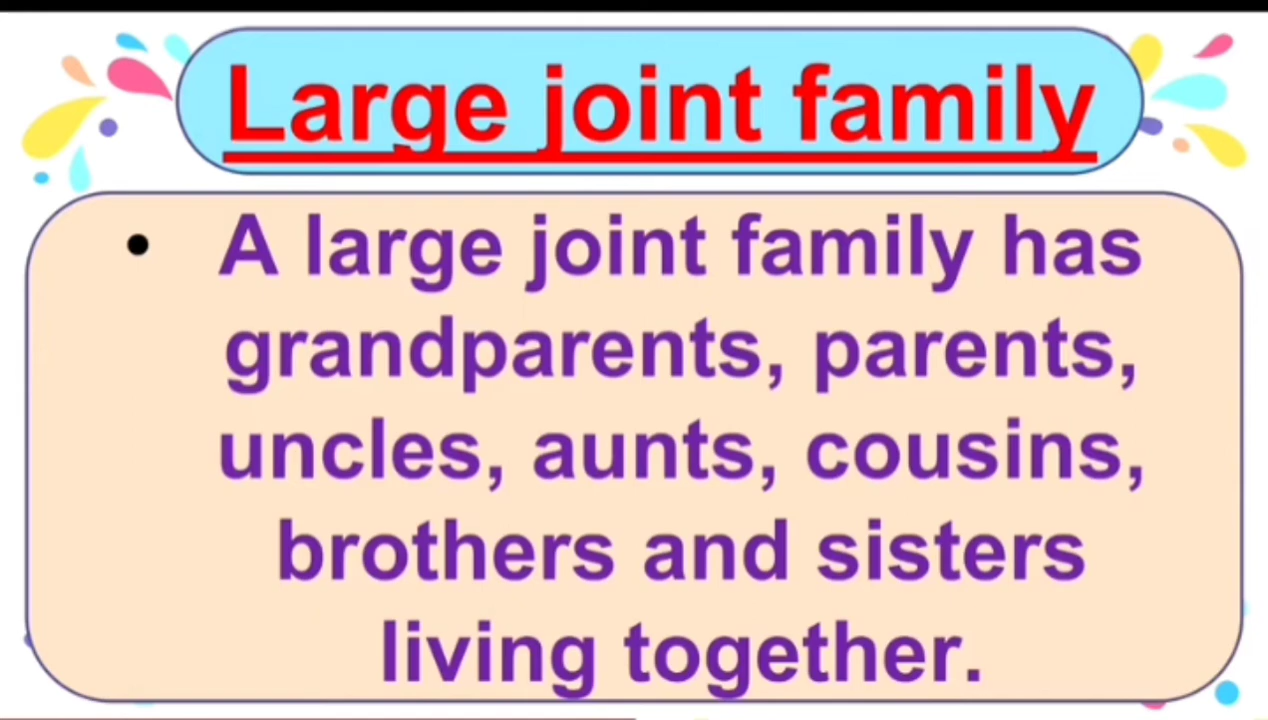 Large joint family
• A large joint family has
grandparents, parents,
uncles, aunts, cousins,
brothers and sisters
living together.